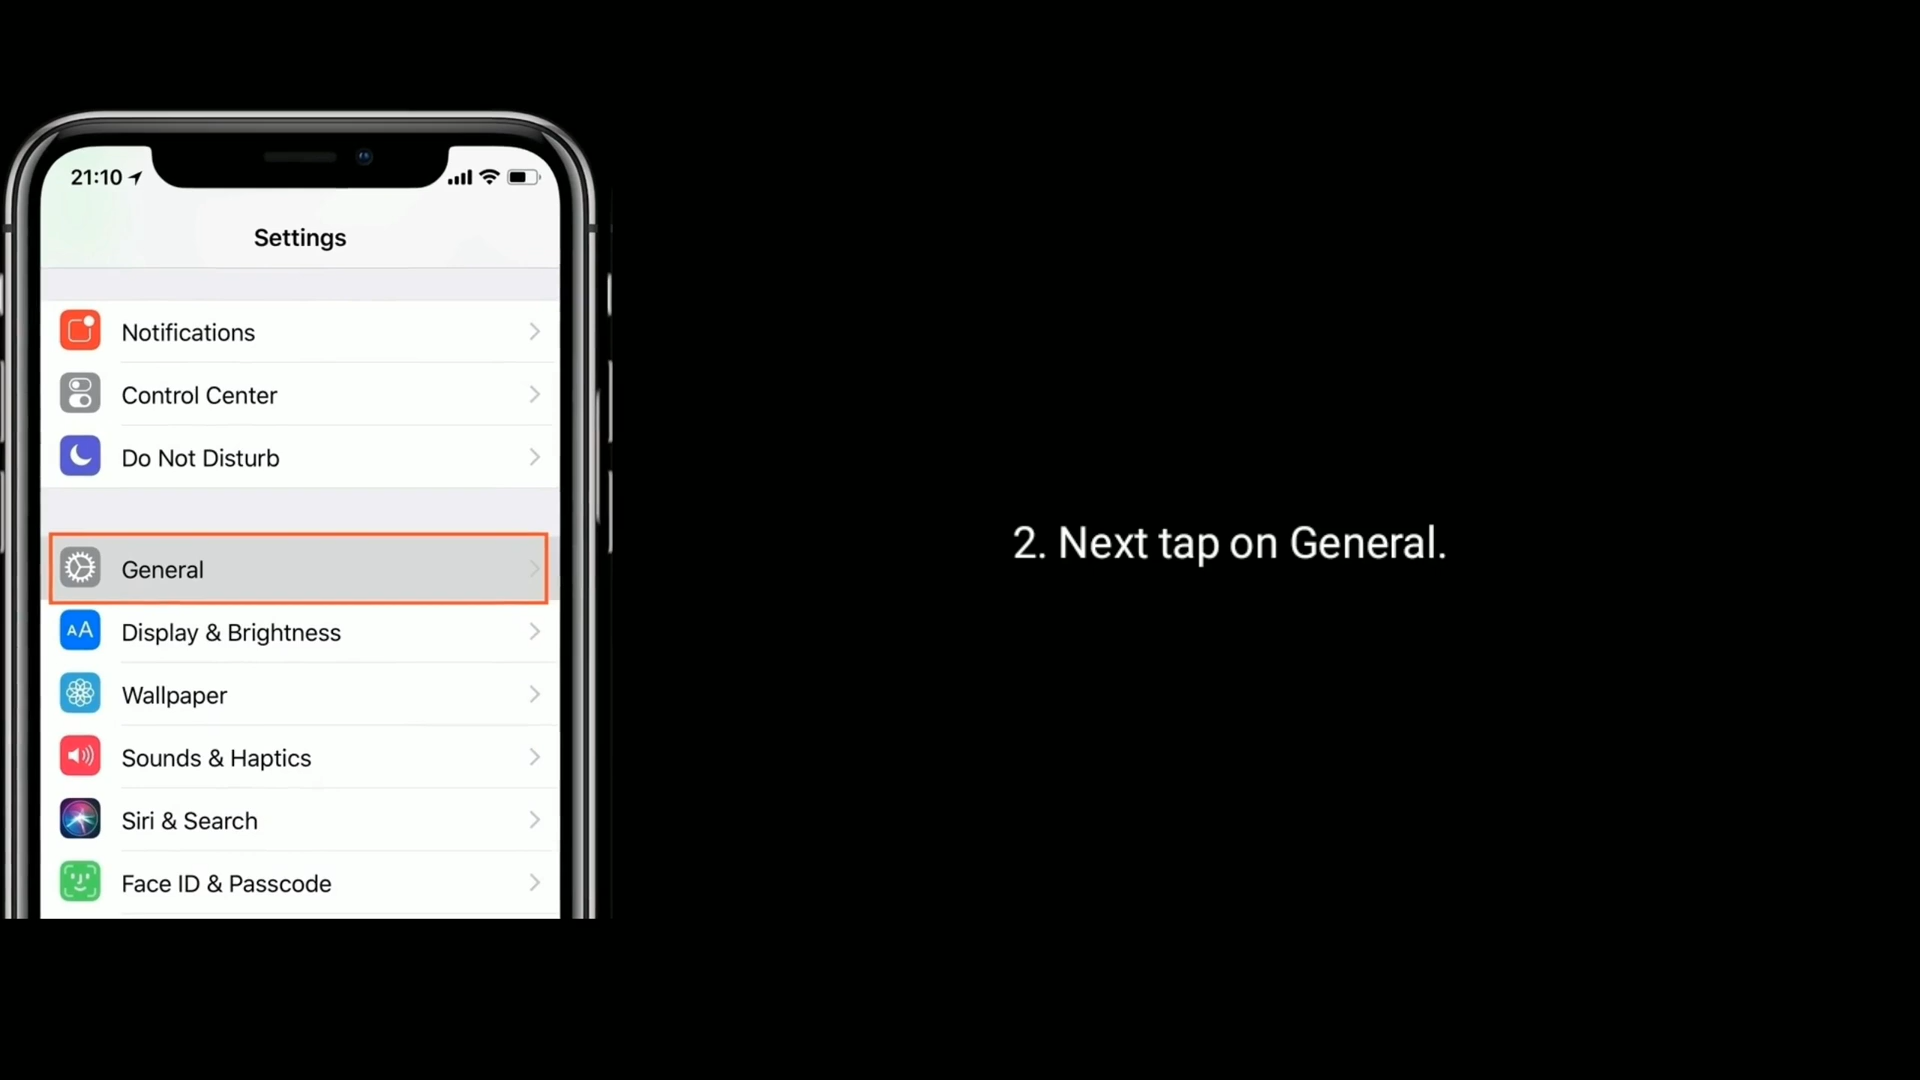 21:10
Settings
Notifications
Control Center
Do Not Disturb
General
AA Display & Brightness
Wallpaper
Sounds & Haptics
Siri & Search
Face ID & Passcode
2. Next tap on General.